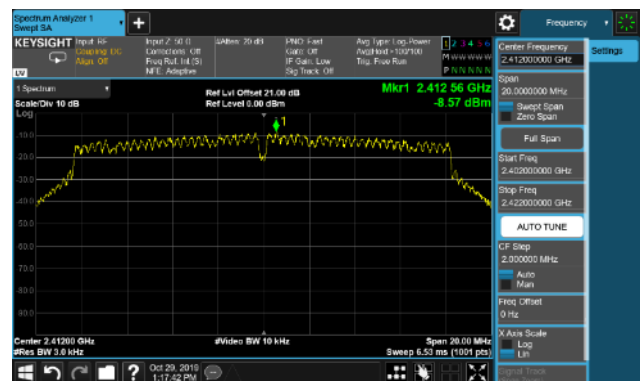 Spectrum Analyzer 1
Swept SA
Frequency
KEYSIGHT Input: RF
Coupling: DC
Align: Off
Input Z: 50 Ω
Corrections: Off
Freq Ref: Int (S)
NFE: Adaptive
#Atten: 20 dB
PNO: Fast
Gate: Off
IF Gain: Low
Sig Track: Off
Avg Type: Log-Power
Avg|Hold: >100/100
Trig: Free Run
1 2 3 4 5 6
M W W W W W
P N N N N N
LV
Center Frequency
2.412000000 GHz
Settings
Span
20.0000000 MHz
Swept Span
Zero Span
Full Span
Start Freq
2.402000000 GHz
Stop Freq
2.422000000 GHz
AUTO TUNE
CF Step
2.000000 MHz
Auto
Man
Freq Offset
0 Hz
X Axis Scale
Log
Lin
Signal Track
1 Spectrum
Scale/Div 10 dB
Log
Ref Lvl Offset 21.00 dB
Ref Level 0.00 dBm
Mkr1 2.412 56 GHz
-8.57 dBm
1
-10.0
-20.0
-30.0
-40.0
-50.0
-60.0
-70.0
-80.0
-90.0
Center 2.41200 GHz
#Res BW 3.0 kHz
#Video BW 10 kHz
Span 20.00 MHz
Sweep 6.53 ms (1001 pts)
?
Oct 29, 2019
1:17:42 PM